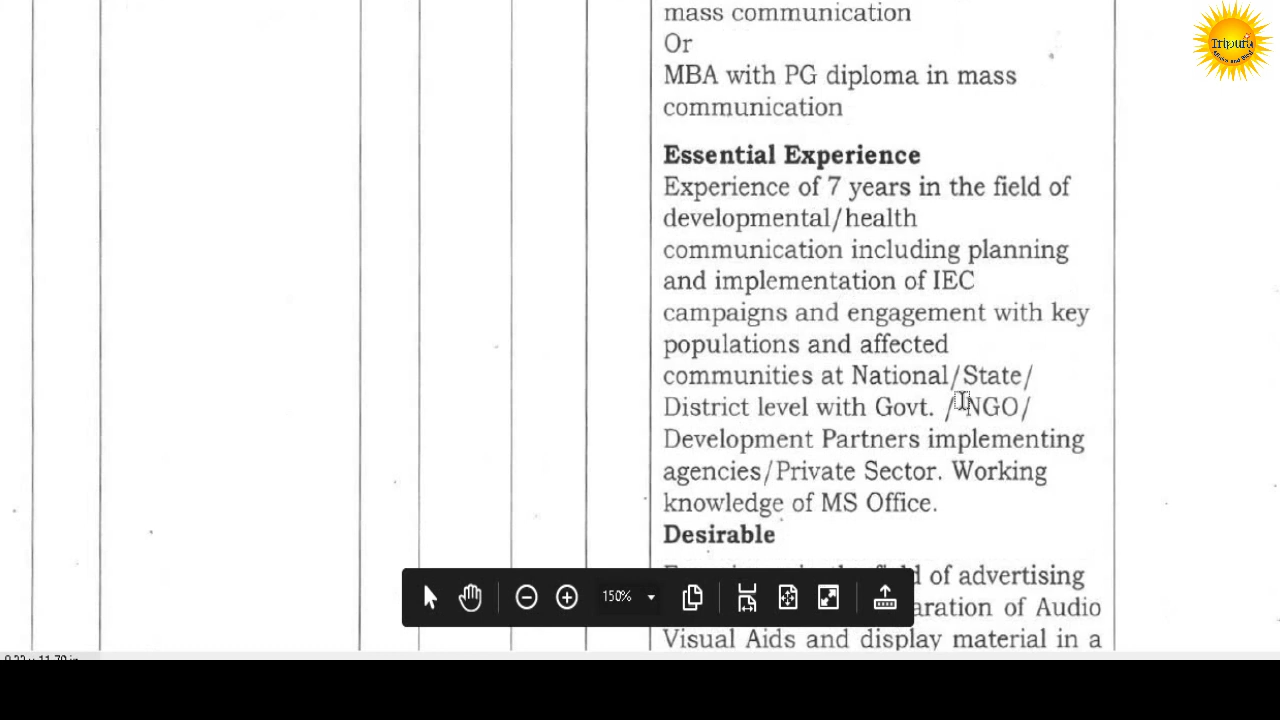 mass communication
Or
MBA with PG diploma in mass
communication
Essential Experience
Experience of 7 years in the field of
developmental/health
communication including planning
and implementation of IEC
campaigns and engagement with key
populations and affected
communities at National/State/
District level with Govt. / NGO/
Development Partners implementing
agencies/Private Sector. Working
knowledge of MS Office.
Desirable
of advertising
of Audio
Visual Aids and display material in a
150%
Tripura